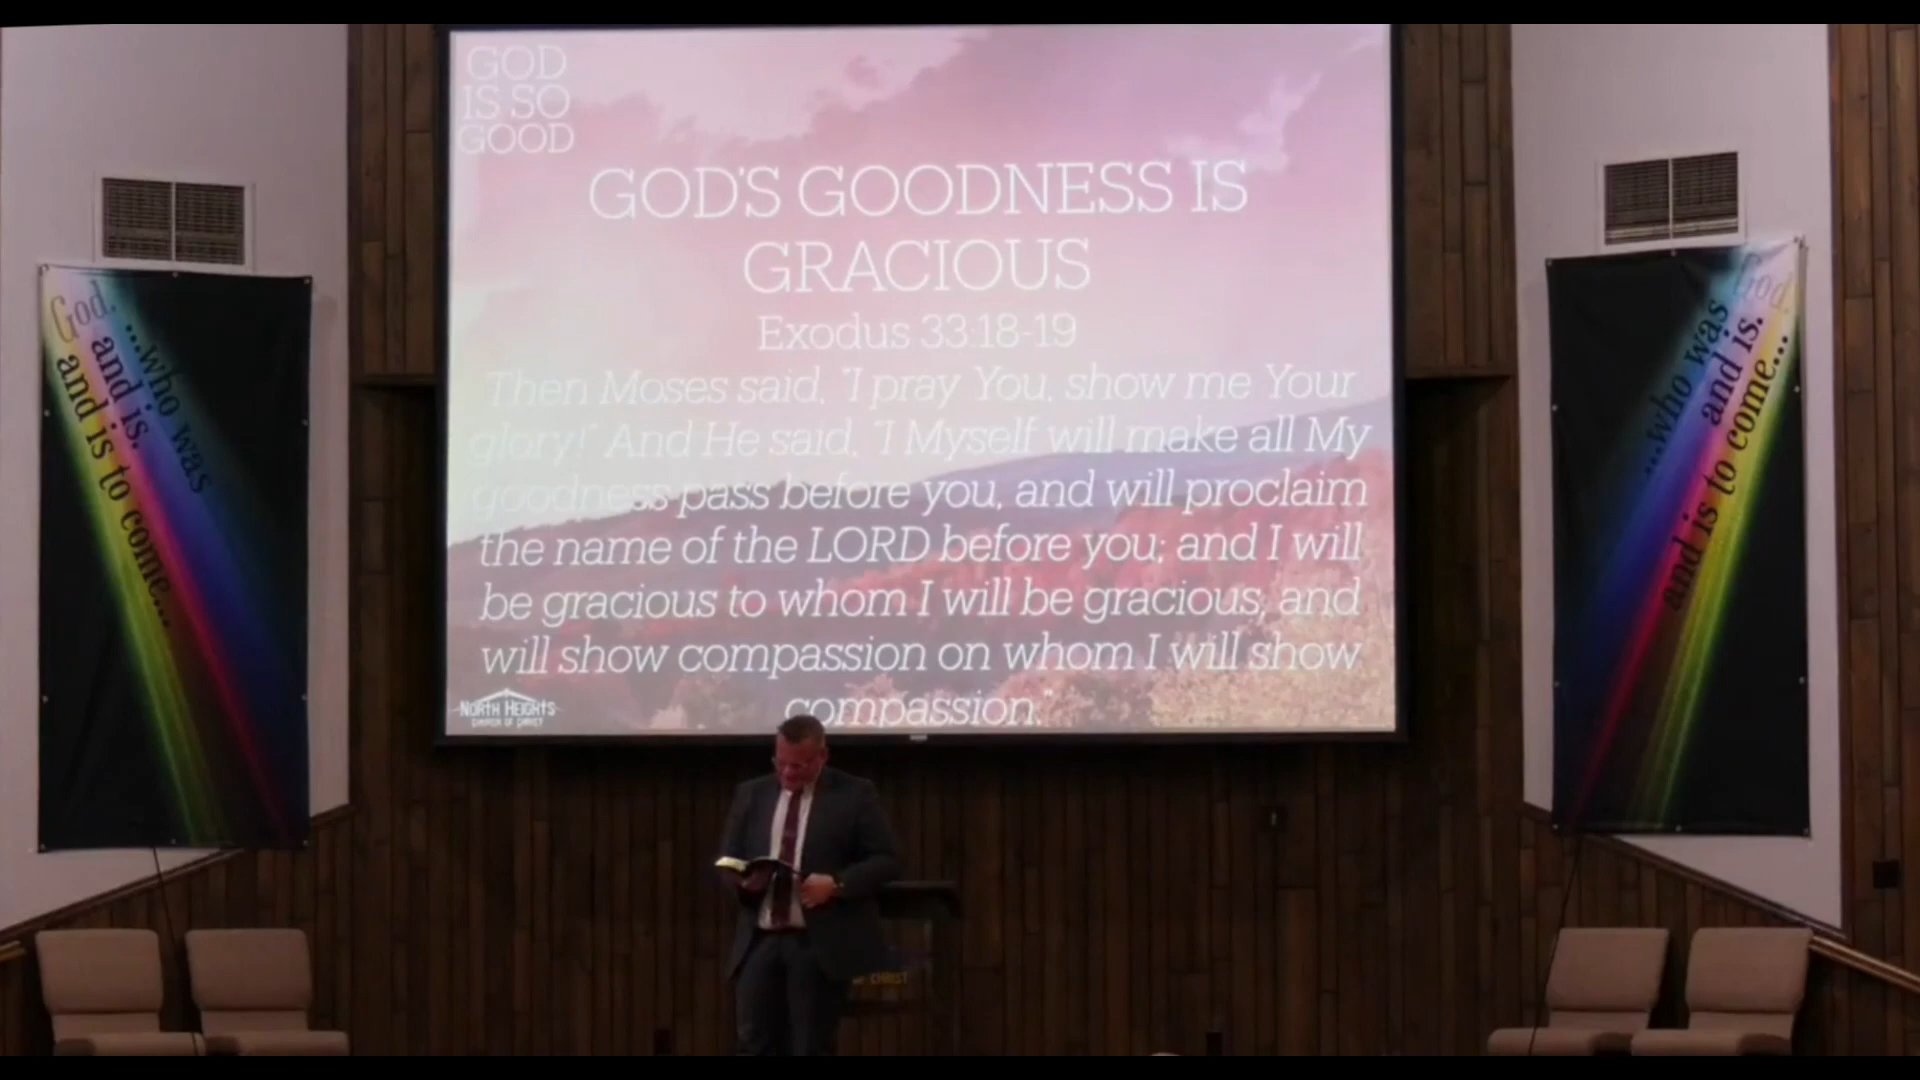 GOD
IS SO
GOOD
GOD'S GOODNESS IS
GRACIOUS
Exodus 33:18-19
Then Moses said, "I pray You, show me Your
glory!" And He said, "I Myself will make all My
goodness pass before you, and will proclaim
the name of the LORD before you; and I will
be gracious to whom I will be gracious, and
will show compassion on whom I will show
compassion."
NORTH HEIGHTS
CHURCH OF CHRIST
God,
...who was
and is.
and is to come...
God,
...who was
and is.
and is to come...
CHRIST